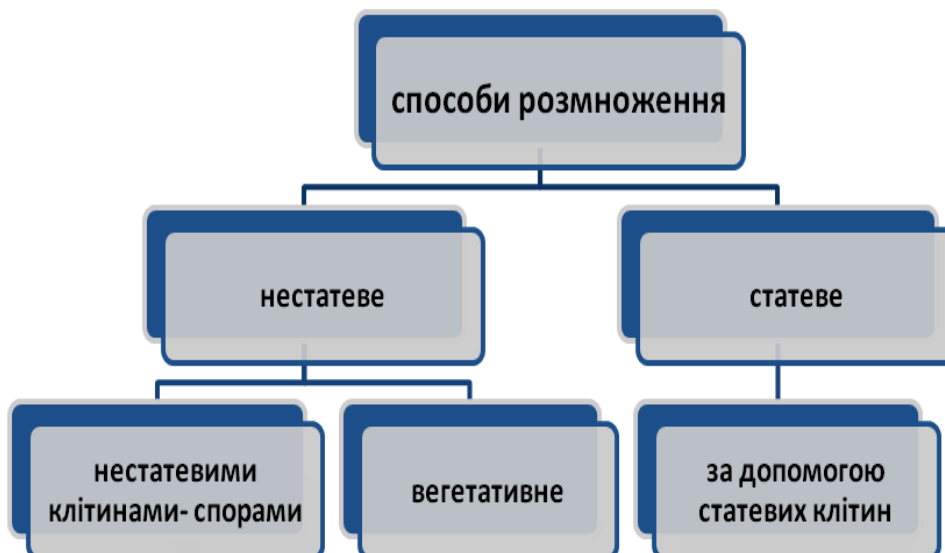 способи розмноження
нестатеве
статеве
нестатевими
клітинами- спорами
вегетативне
за допомогою
статевих клітин